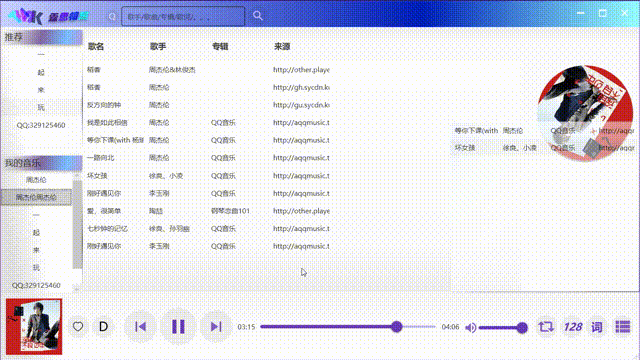 歌手/歌曲/专辑/歌词/。。。
推荐
一
起
来
玩
QQ:329125460
我的音乐
周杰伦
周杰伦周杰伦
一
起
来
玩
QQ:329125460
歌名 歌手 专辑 来源
稻香 周杰伦&林俊杰 http://other.playe
稻香 周杰伦 http://gh.sycdn.ku
反方向的钟 周杰伦 http://gu.sycdn.ku
我是如此相信 周杰伦 QQ音乐 http://aqqmusic.t
等你下课(with 杨瑞 周杰伦 QQ音乐 http://aqqmusic.t
一路向北 周杰伦 QQ音乐 http://aqqmusic.t
坏女孩 徐良、小凌 QQ音乐 http://aqqmusic.t
刚好遇见你 李玉刚 QQ音乐 http://aqqmusic.t
爱，很简单 陶喆 钢琴恋曲101 http://other.playe
七秒钟的记忆 徐良、孙羽幽 QQ音乐 http://aqqmusic.t
刚好遇见你 李玉刚 QQ音乐 http://aqqmusic.t
等你下课(with 周杰伦 QQ音乐 http://aqqr
坏女孩 徐良、小凌 QQ音乐 http://aqqr
D 03:15 04:06 128 词